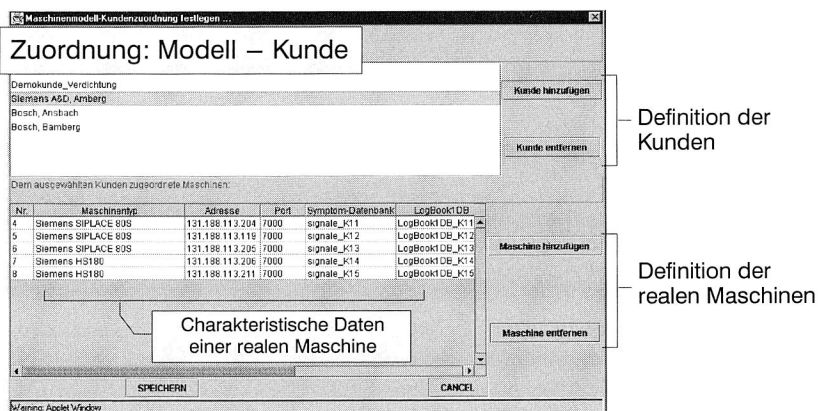 Maschinenmodell-Kundenzuordnung festlegen ...
Zuordnung: Modell – Kunde
Demokunde_Verdichtung
Siemens A&D, Amberg
Bosch, Ansbach
Bosch, Bamberg
Kunde hinzufügen
Kunde entfernen
Definition der
Kunden
Dem ausgewählten Kunden zugeordnete Maschinen:
Nr. Maschinentyp Adresse Port Symptom-Datenbank LogBook1DB
4 Siemens SIPLACE 80S 131.188.113.204 7000 signale_K11 LogBook1DB_K11
5 Siemens SIPLACE 80S 131.188.113.119 7000 signale_K12 LogBook1DB_K12
6 Siemens SIPLACE 80S 131.188.113.205 7000 signale_K13 LogBook1DB_K13
7 Siemens HS180 131.188.113.206 7000 signale_K14 LogBook1DB_K14
8 Siemens HS180 131.188.113.211 7000 signale_K15 LogBook1DB_K15
Maschine hinzufügen
Maschine entfernen
Definition der
realen Maschinen
Charakteristische Daten
einer realen Maschine
SPEICHERN
CANCEL
Warning: Applet Window